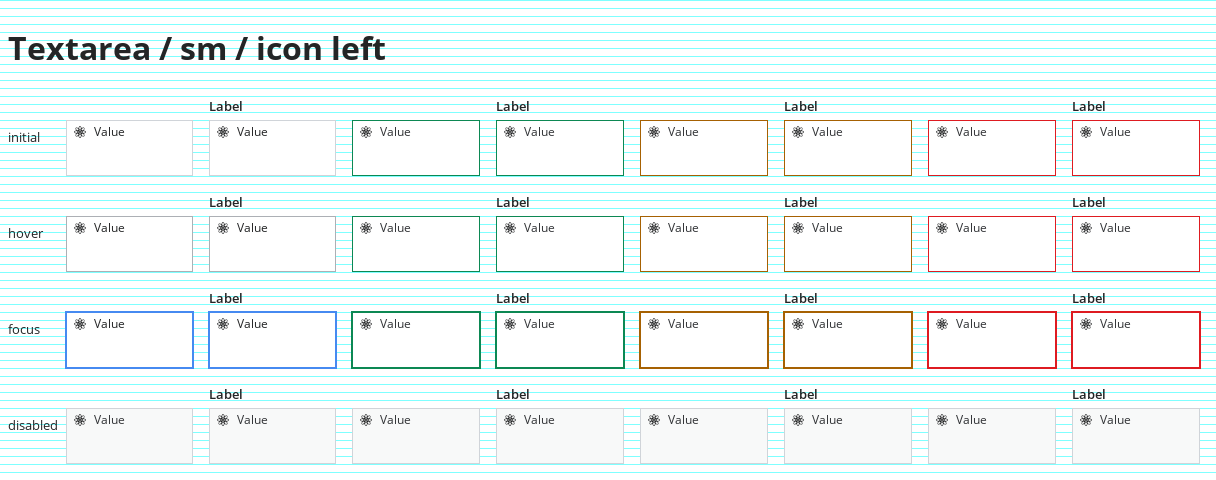 Textarea / sm / icon left
Label Label Label Label
initial Value Value Value Value Value Value Value Value
Label Label Label Label
hover Value Value Value Value Value Value Value Value
Label Label Label Label
focus Value Value Value Value Value Value Value Value
Label Label Label Label
disabled Value Value Value Value Value Value Value Value